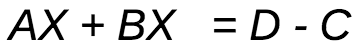 AX + BX = D - C